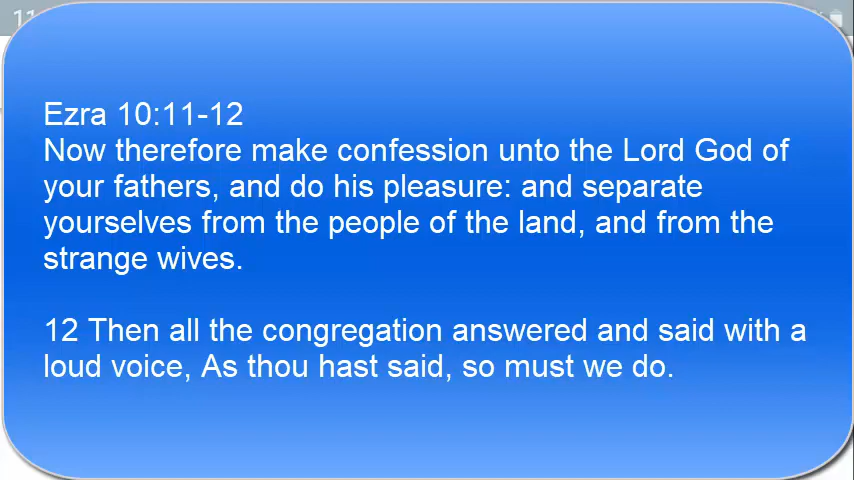 11
Ezra 10:11-12
Now therefore make confession unto the Lord God of
your fathers, and do his pleasure: and separate
yourselves from the people of the land, and from the
strange wives.
12 Then all the congregation answered and said with a
loud voice, As thou hast said, so must we do.